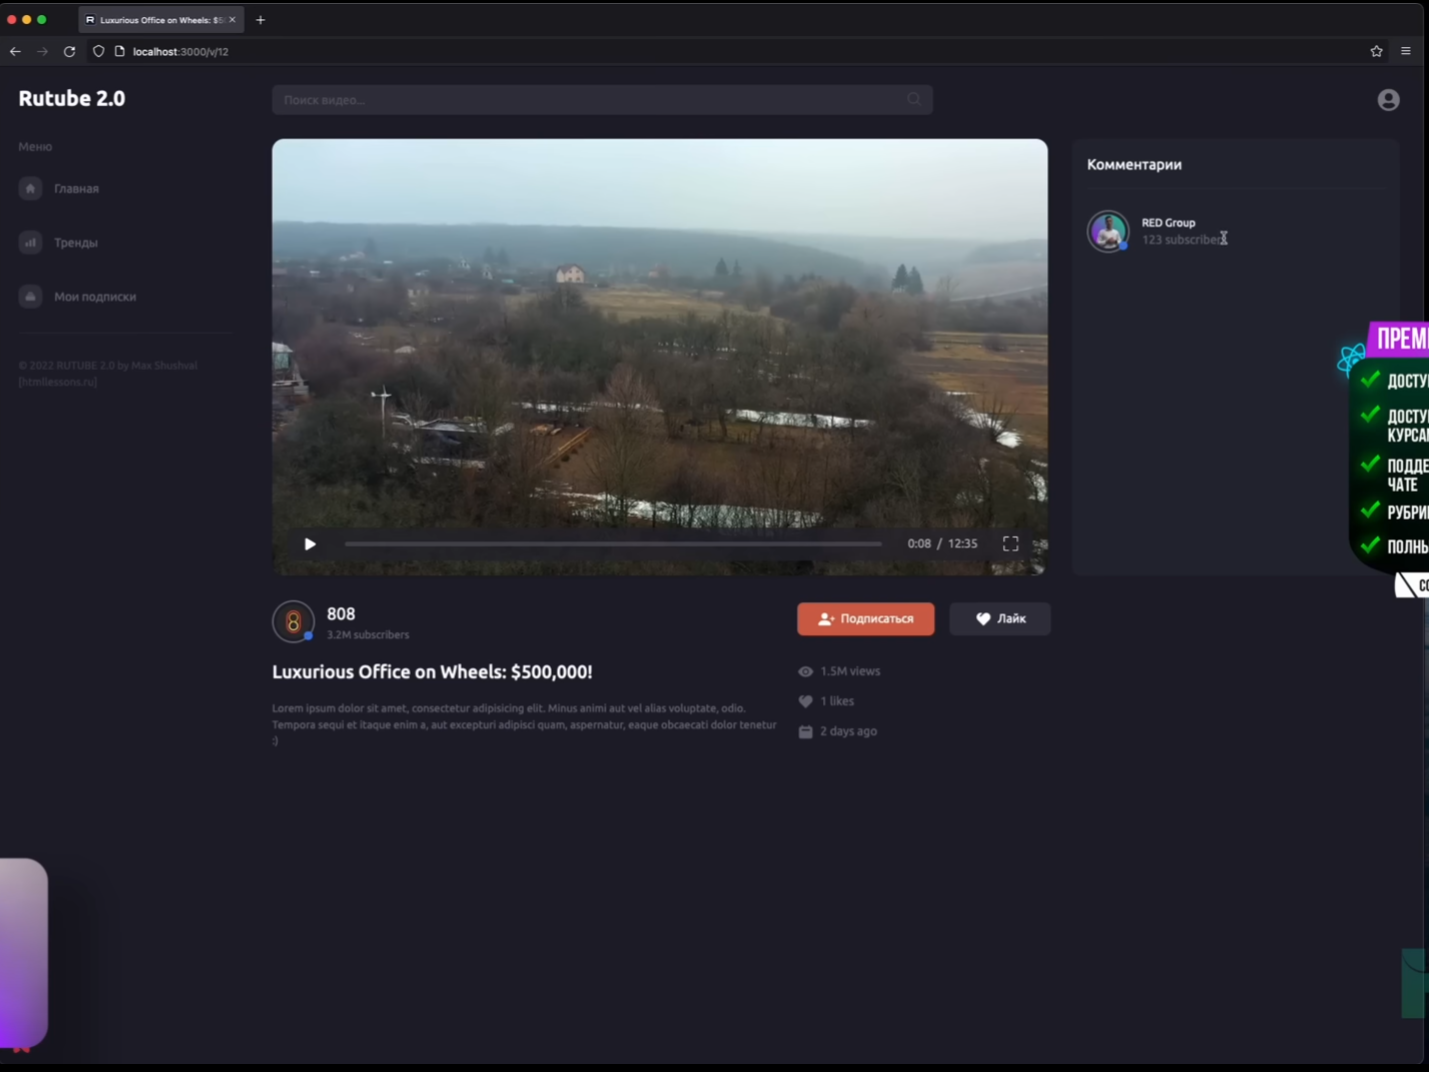 Luxurious Office on Wheels: $5
localhost:3000/v/12
Rutube 2.0
Поиск видео...
Меню
Главная
Тренды
Мои подписки
© 2022 RUTUBE 2.0 by Max Shushval
[htmllessons.ru]
0:08 / 12:35
Комментарии
RED Group
123 subscribers
808
3.2M subscribers
Подписаться
Лайк
Luxurious Office on Wheels: $500,000!
Lorem ipsum dolor sit amet, consectetur adipisicing elit. Minus animi aut vel alias voluptate, odio.
Tempora sequi et itaque enim a, aut excepturi adipisci quam, aspernatur, eaque obcaecati dolor tenetur
:)
1.5M views
1 likes
2 days ago
ПРЕМ
ДОСТУ
ДОСТУ
КУРСА
ПОДДЕ
ЧАТЕ
РУБРИ
ПОЛНЫ